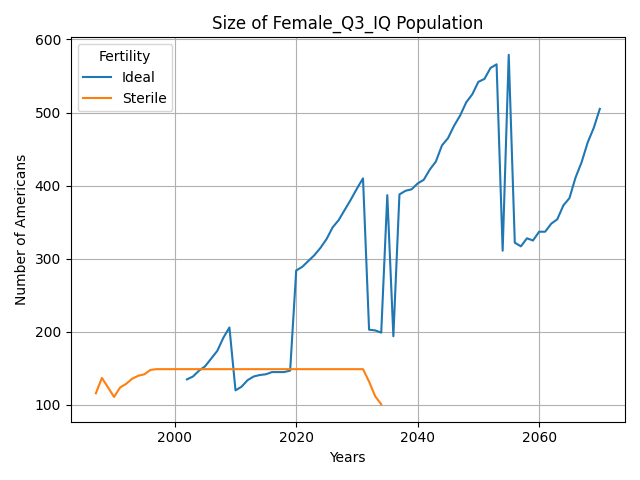 Size of Female_Q3_IQ Population
Fertility
Ideal
Sterile
Number of Americans
600
500
400
300
200
100
2000
2020
2040
2060
Years